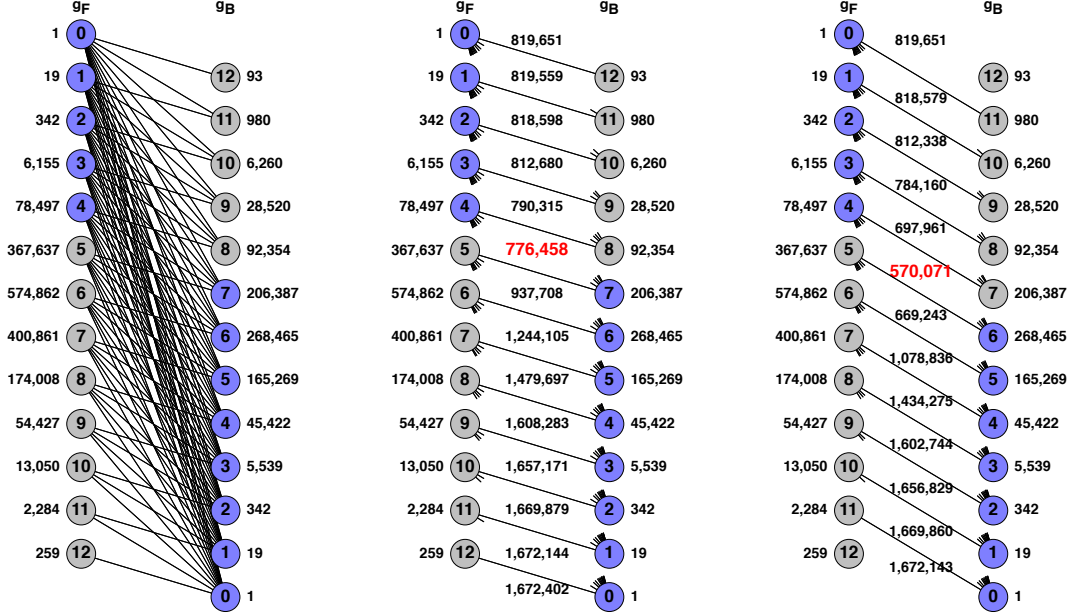 gF gB gF gB gF gB
1 0 1 0 819,651 1 0 819,651
19 1 12 93 19 1 819,559 12 93 19 1 818,579 12 93
342 2 11 980 342 2 818,598 11 980 342 2 812,338 11 980
6,155 3 10 6,260 6,155 3 812,680 10 6,260 6,155 3 784,160 10 6,260
78,497 4 9 28,520 78,497 4 790,315 9 28,520 78,497 4 697,961 9 28,520
367,637 5 8 92,354 367,637 5 776,458 8 92,354 367,637 5 570,071 8 92,354
574,862 6 7 206,387 574,862 6 937,708 7 206,387 574,862 6 669,243 7 206,387
400,861 7 6 268,465 400,861 7 1,244,105 6 268,465 400,861 7 1,078,836 6 268,465
174,008 8 5 165,269 174,008 8 1,479,697 5 165,269 174,008 8 1,434,275 5 165,269
54,427 9 4 45,422 54,427 9 1,608,283 4 45,422 54,427 9 1,602,744 4 45,422
13,050 10 3 5,539 13,050 10 1,657,171 3 5,539 13,050 10 1,656,829 3 5,539
2,284 11 2 342 2,284 11 1,669,879 2 342 2,284 11 1,669,860 2 342
259 12 1 19 259 12 1,672,144 1 19 259 12 1,672,143 1 19
0 1 1,672,402 0 1 0 1